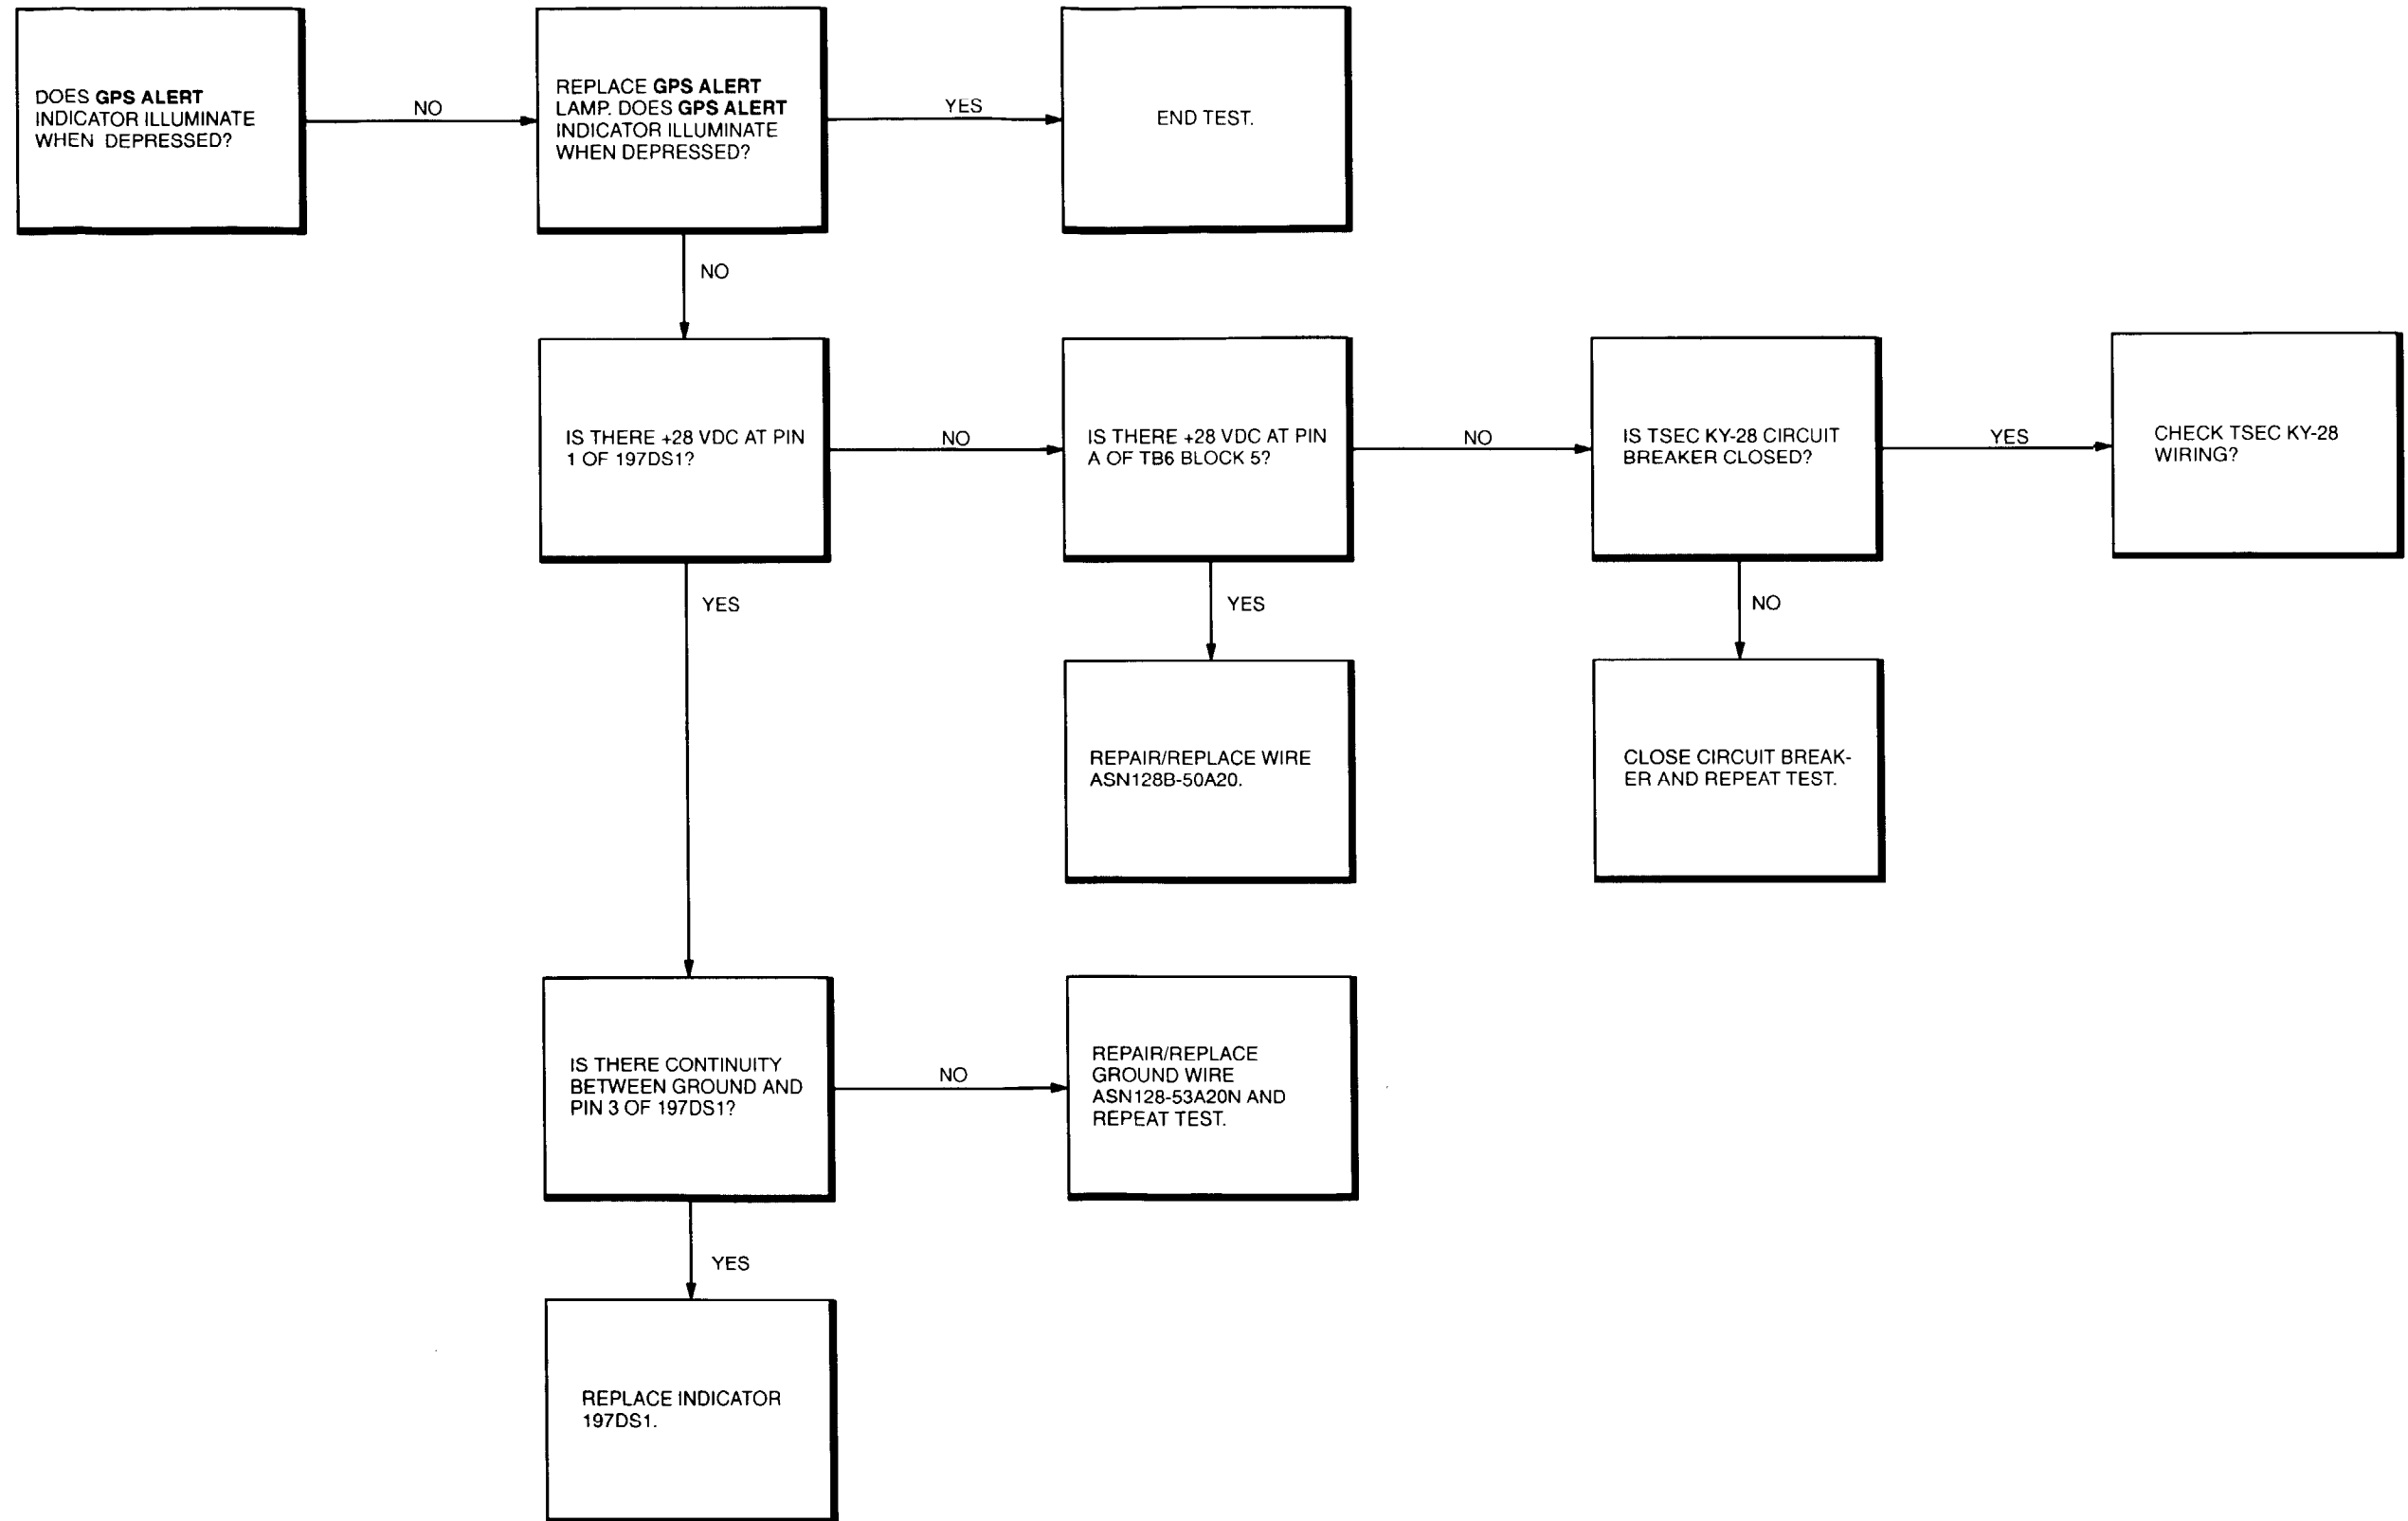 DOES GPS ALERT
INDICATOR ILLUMINATE
WHEN DEPRESSED?
NO
REPLACE GPS ALERT
LAMP. DOES GPS ALERT
INDICATOR ILLUMINATE
WHEN DEPRESSED?
YES
END TEST.
NO
IS THERE +28 VDC AT PIN
1 OF 197DS1?
NO
IS THERE +28 VDC AT PIN
A OF TB6 BLOCK 5?
NO
IS TSEC KY-28 CIRCUIT
BREAKER CLOSED?
YES
CHECK TSEC KY-28
WIRING?
YES
YES
NO
REPAIR/REPLACE WIRE
ASN128B-50A20.
CLOSE CIRCUIT BREAK-
ER AND REPEAT TEST.
IS THERE CONTINUITY
BETWEEN GROUND AND
PIN 3 OF 197DS1?
NO
REPAIR/REPLACE
GROUND WIRE
ASN128-53A20N AND
REPEAT TEST.
YES
REPLACE INDICATOR
197DS1.